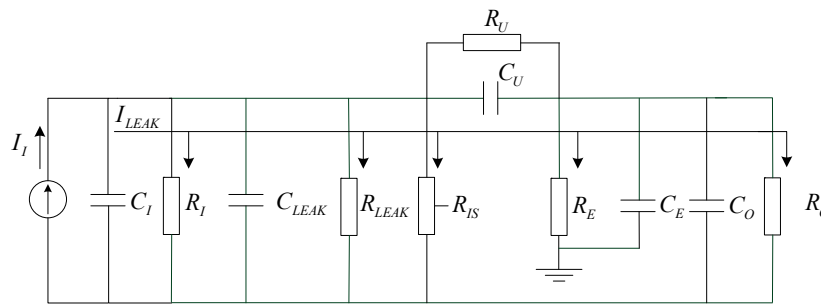 R_U
C_U
I_LEAK
I_I
C_I
R_I
C_LEAK
R_LEAK
R_IS
R_E
C_E
C_O
R